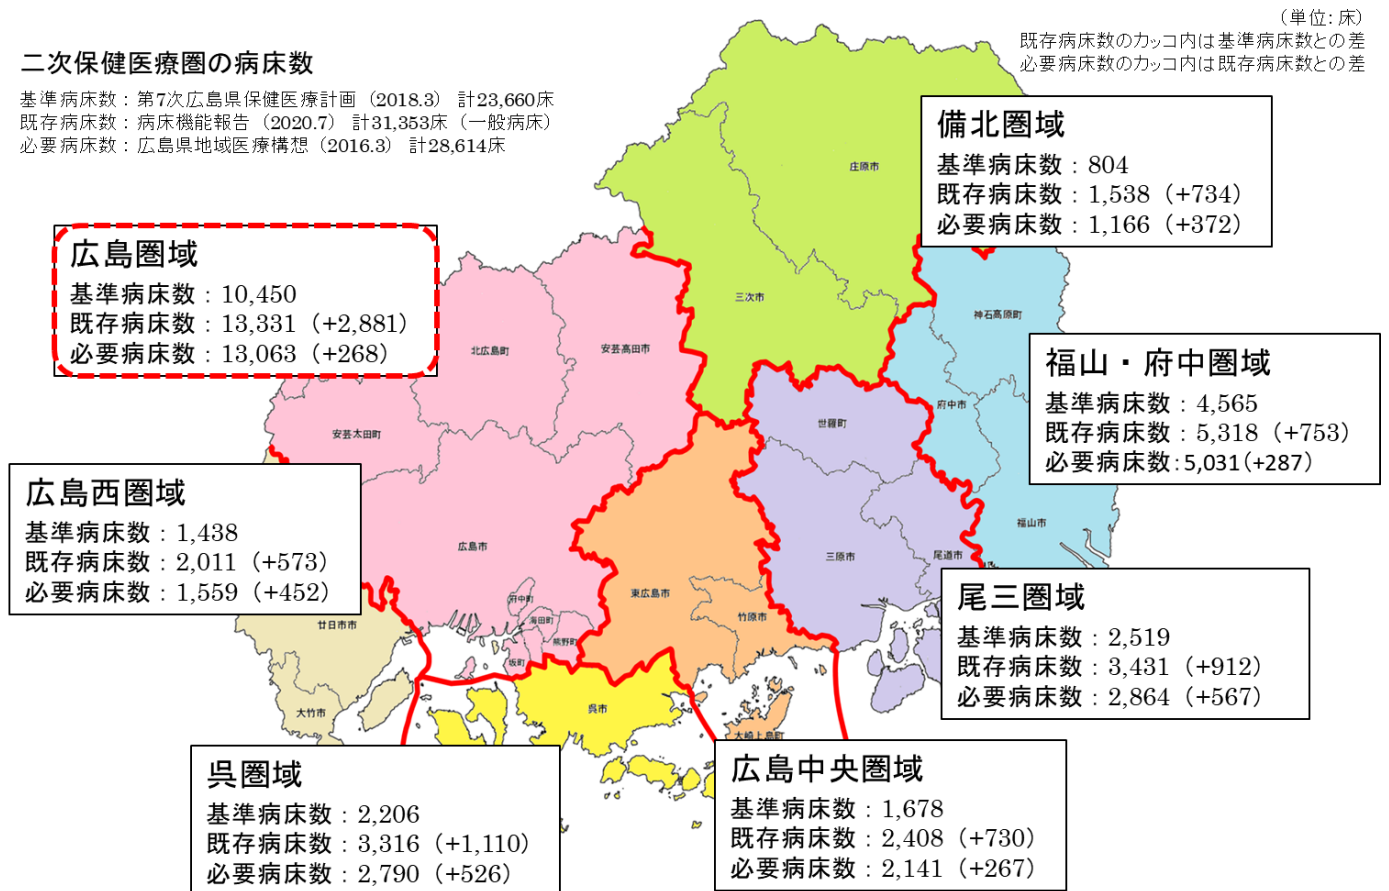 (単位: 床)
既存病床数のカッコ内は基準病床数との差
必要病床数のカッコ内は既存病床数との差
二次保健医療圏の病床数
基準病床数：第7次広島県保健医療計画（2018.3） 計23,660床
既存病床数：病床機能報告（2020.7） 計31,353床（一般病床）
必要病床数：広島県地域医療構想（2016.3） 計28,614床
備北圏域
基準病床数：804
既存病床数：1,538（+734）
必要病床数：1,166（+372）
庄原市
三次市
広島圏域
基準病床数：10,450
既存病床数：13,331（+2,881）
必要病床数：13,063（+268）
北広島町
安芸高田市
安芸太田町
広島市
府中町
海田町
熊野町
坂町
神石高原町
府中市
福山市
福山・府中圏域
基準病床数：4,565
既存病床数：5,318（+753）
必要病床数：5,031（+287）
世羅町
三原市
尾道市
広島西圏域
基準病床数：1,438
既存病床数：2,011（+573）
必要病床数：1,559（+452）
廿日市市
大竹市
東広島市
竹原市
大崎上島町
尾三圏域
基準病床数：2,519
既存病床数：3,431（+912）
必要病床数：2,864（+567）
呉市
呉圏域
基準病床数：2,206
既存病床数：3,316（+1,110）
必要病床数：2,790（+526）
広島中央圏域
基準病床数：1,678
既存病床数：2,408（+730）
必要病床数：2,141（+267）